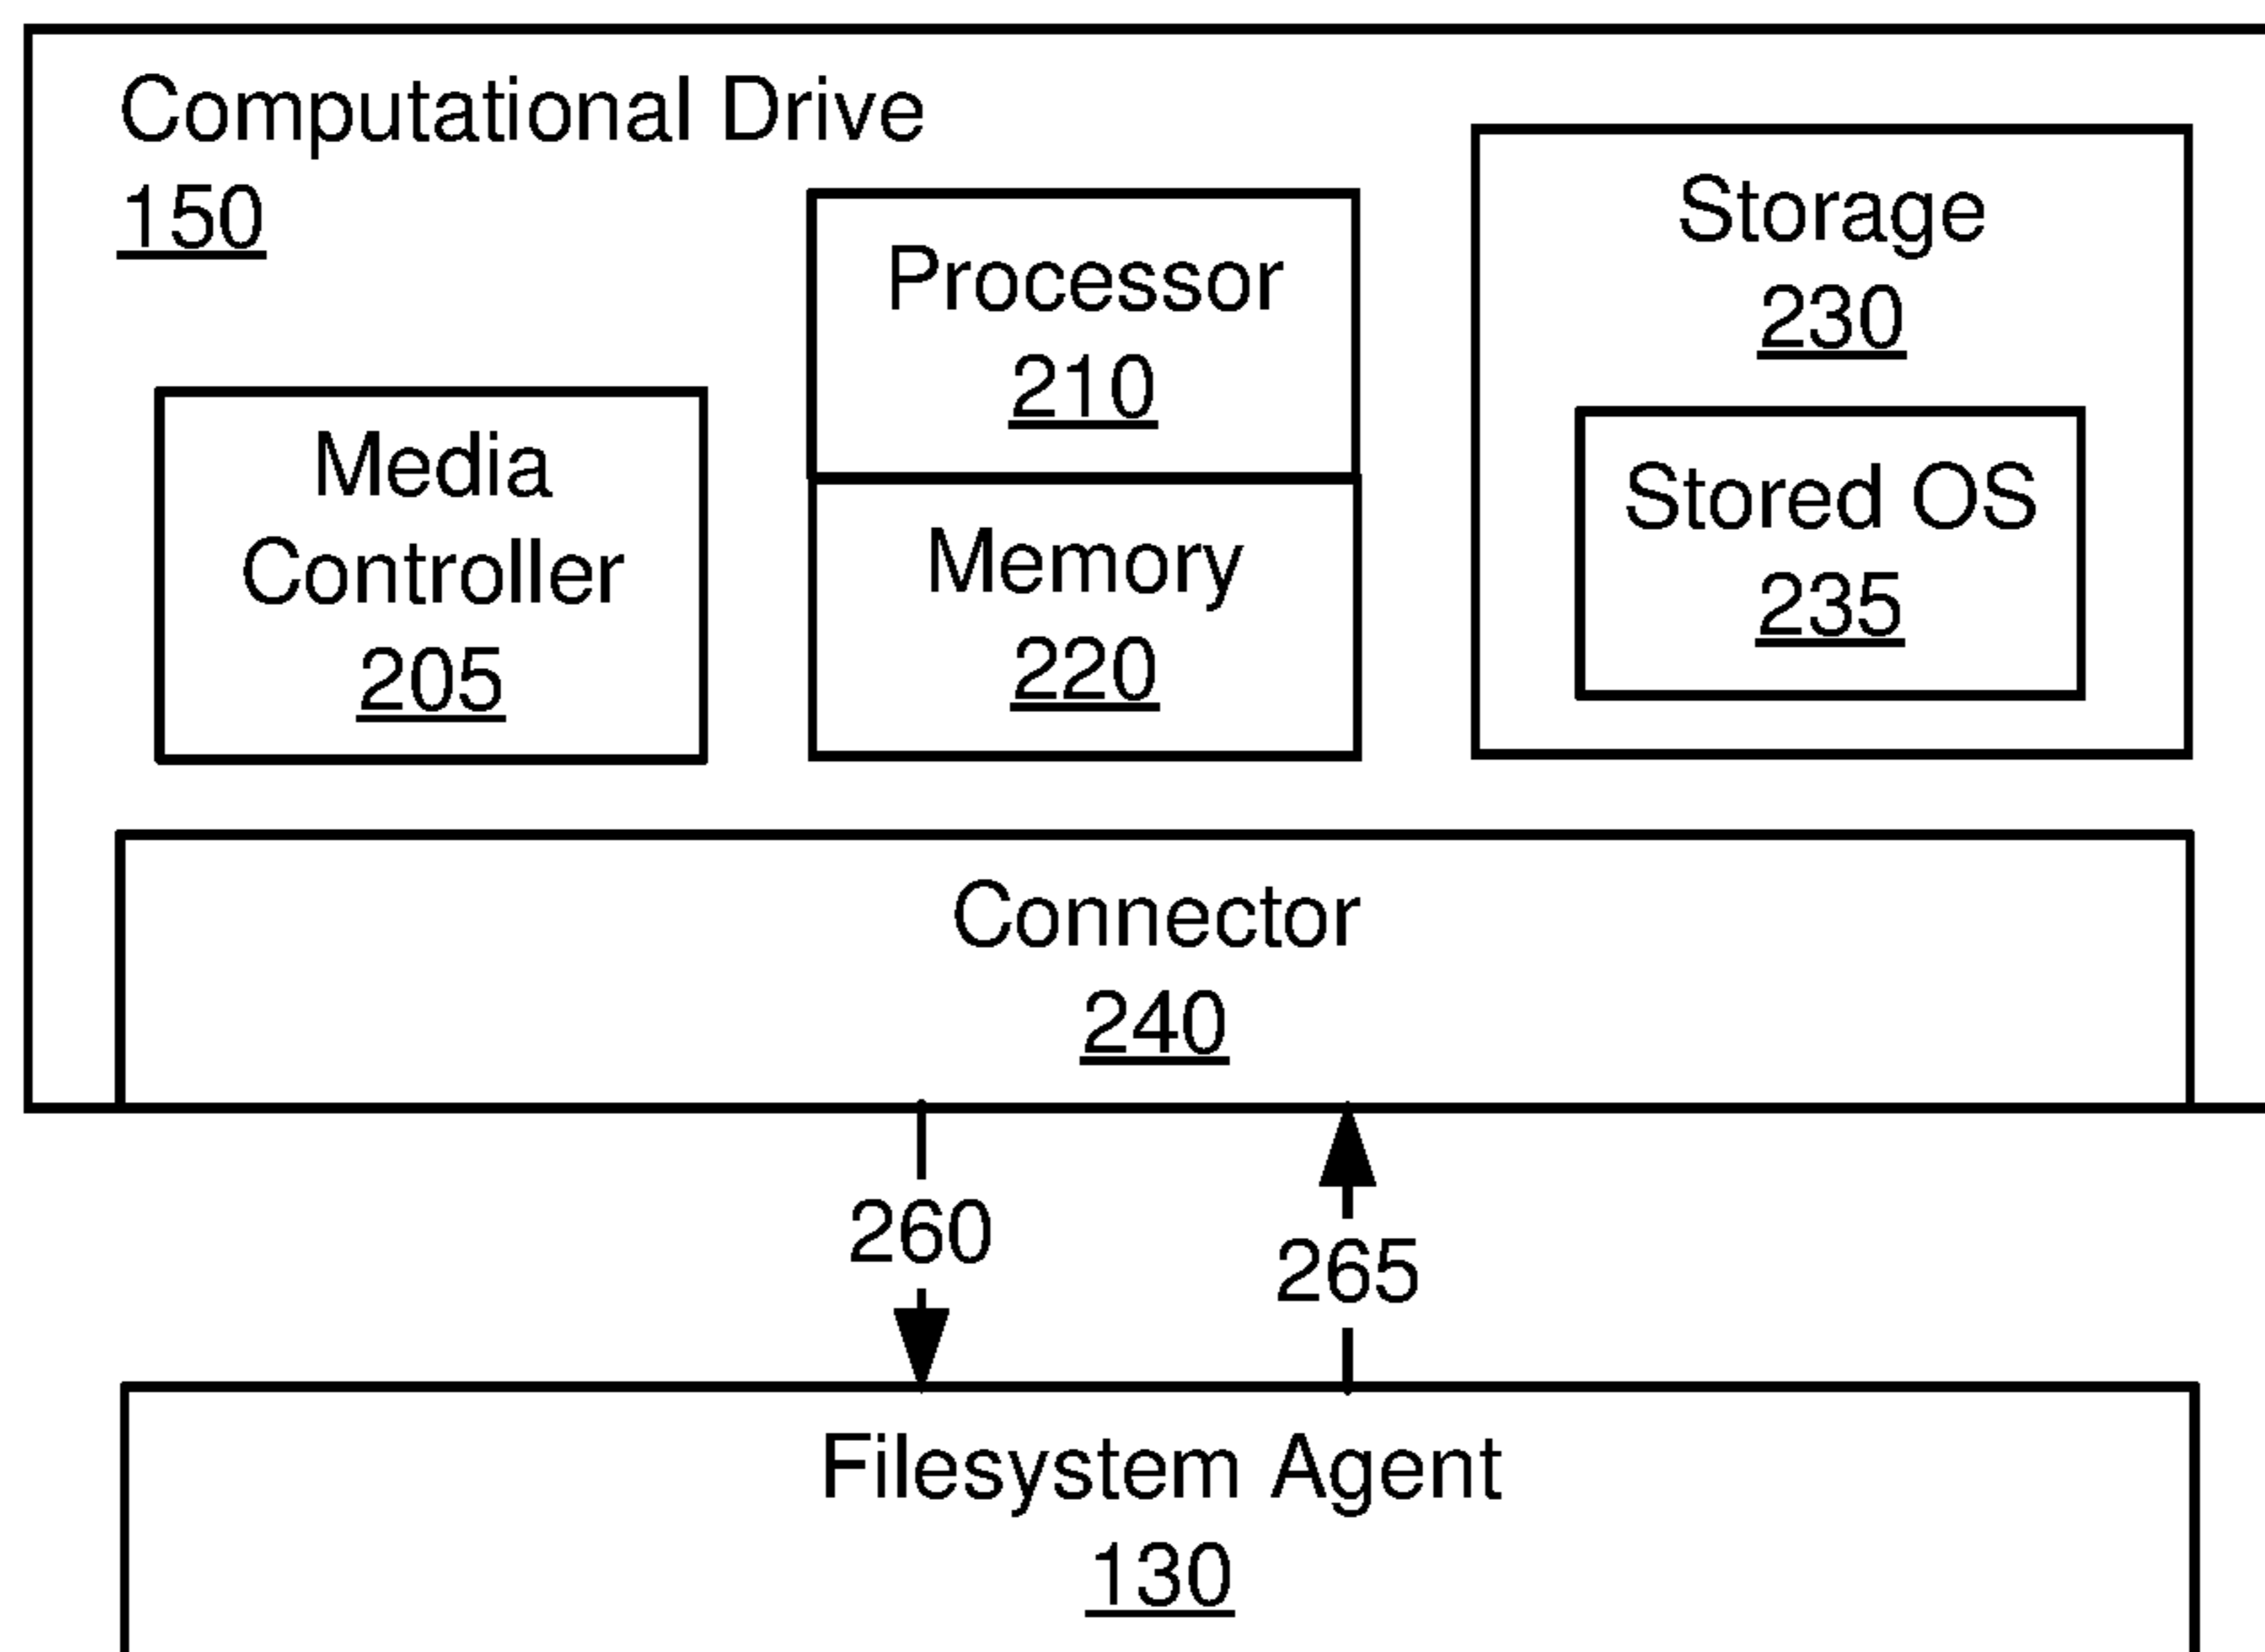 Computational Drive
150
Processor
210
Storage
230
Media
Controller
205
Memory
220
Stored OS
235
Connector
240
260
265
Filesystem Agent
130